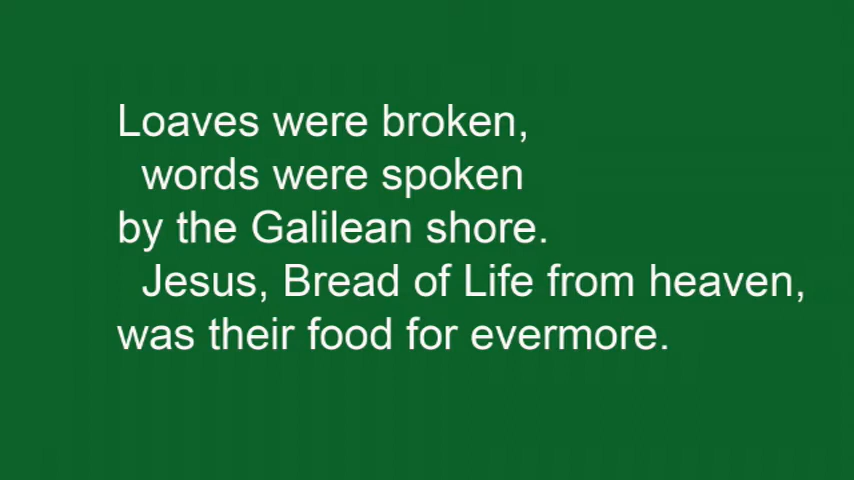 Loaves were broken,
words were spoken
by the Galilean shore.
Jesus, Bread of Life from heaven,
was their food for evermore.